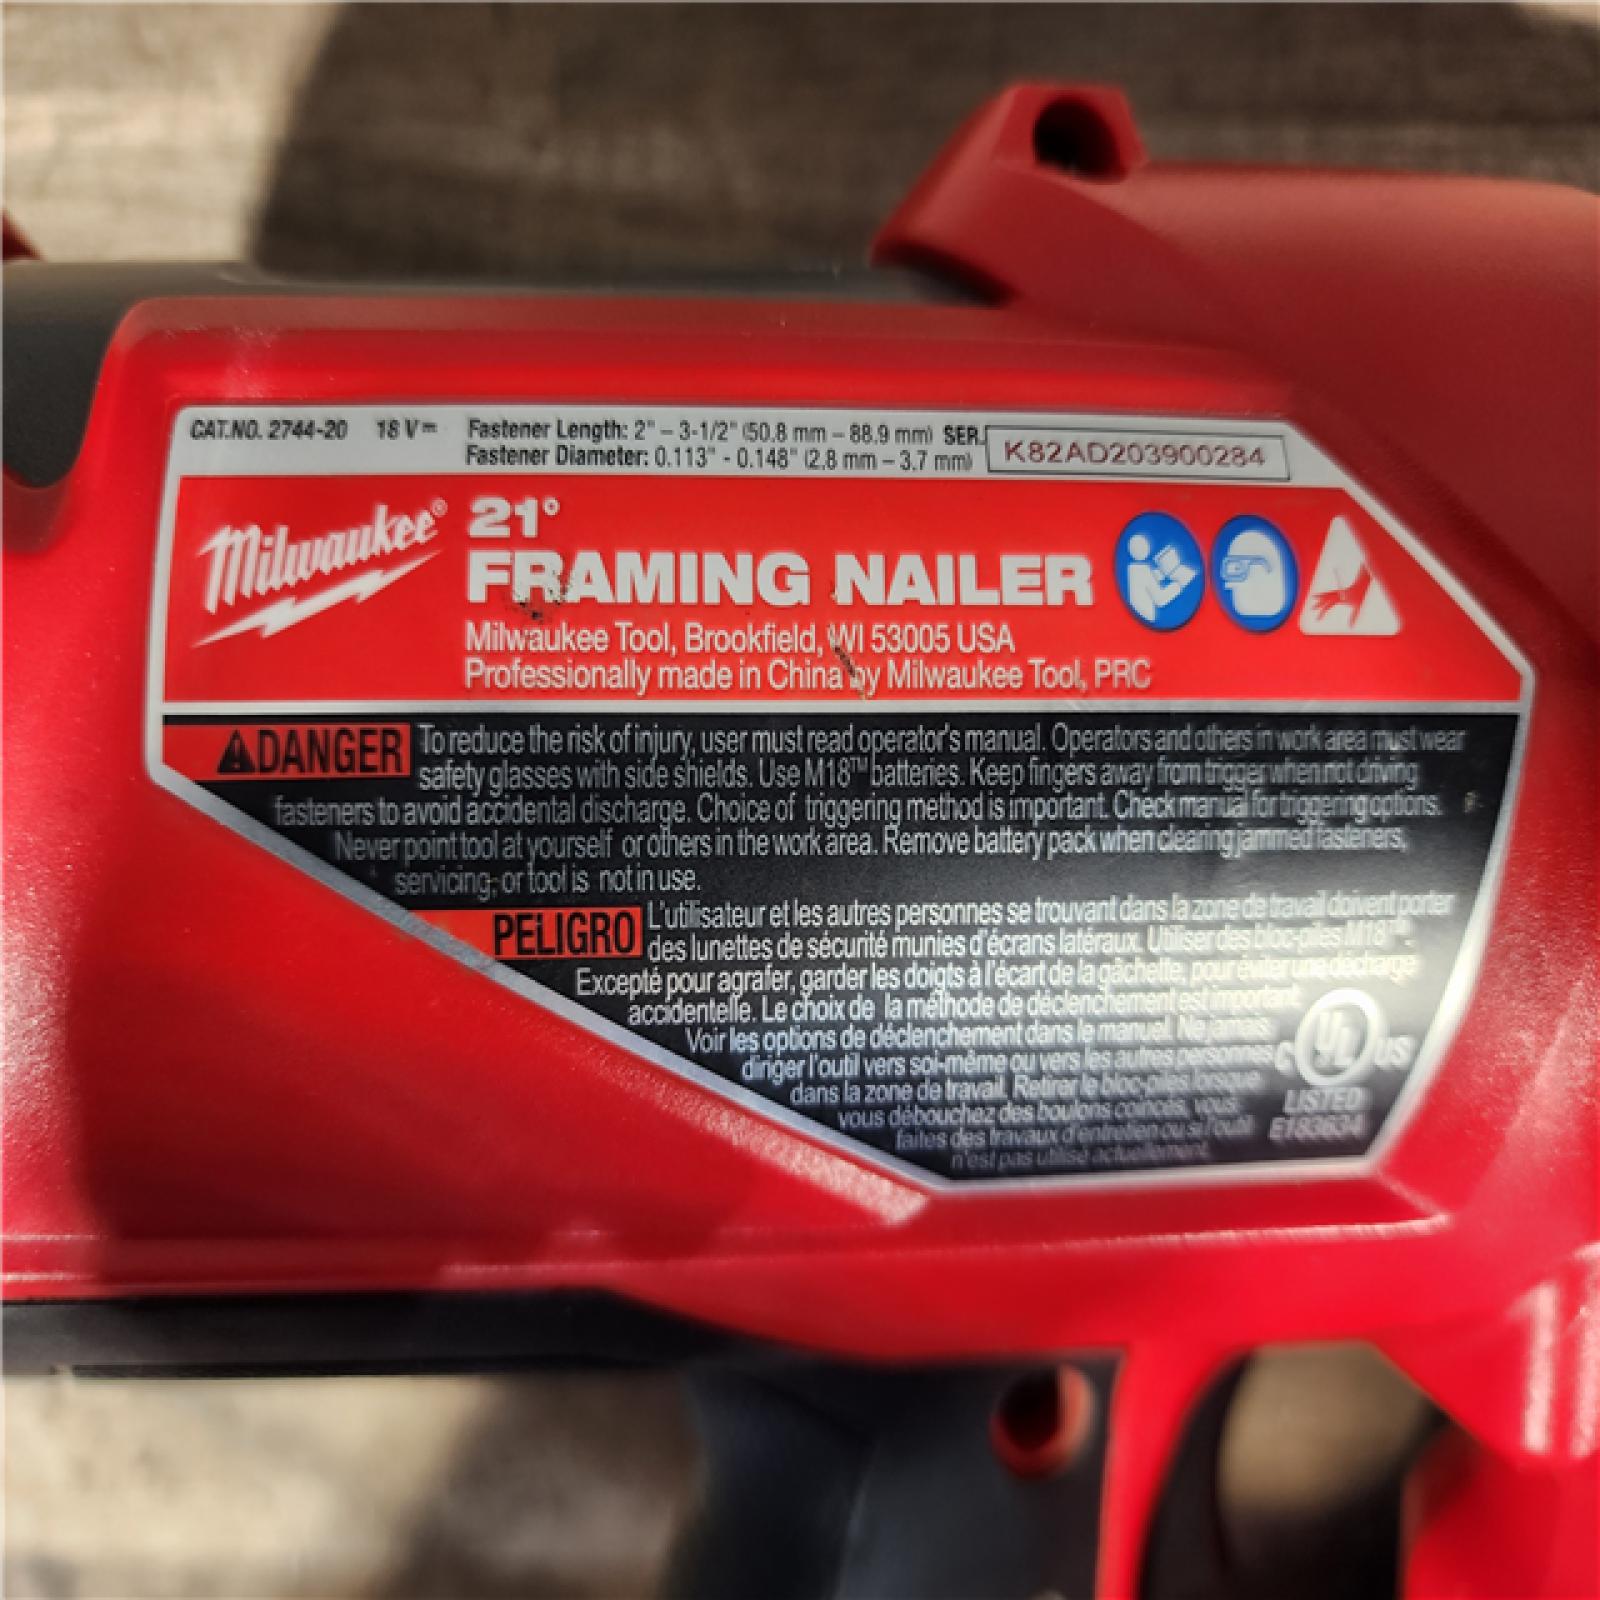 CAT.NO. 2744-20 18 V⎓ Fastener Length: 2" – 3-1/2" (50.8 mm – 88.9 mm) SER.
Fastener Diameter: 0.113" - 0.148" (2.8 mm – 3.7 mm) K82AD203900284
Milwaukee®
21°
FRAMING NAILER
Milwaukee Tool, Brookfield, WI 53005 USA
Professionally made in China by Milwaukee Tool, PRC
⚠DANGER To reduce the risk of injury, user must read operator's manual. Operators and others in work area must wear
safety glasses with side shields. Use M18™ batteries. Keep fingers away from trigger when not driving
fasteners to avoid accidental discharge. Choice of triggering method is important. Check manual for triggering options.
Never point tool at yourself or others in the work area. Remove battery pack when clearing jammed fasteners,
servicing, or tool is not in use.
PELIGRO L'utilisateur et les autres personnes se trouvant dans la zone de travail doivent porter
des lunettes de sécurité munies d'écrans latéraux. Utiliser des bloc-piles M18™.
Excepté pour agrafer, garder les doigts à l'écart de la gâchette, pour éviter une décharge
accidentelle. Le choix de la méthode de déclenchement est important.
Voir les options de déclenchement dans le manuel. Ne jamais
diriger l'outil vers soi-même ou vers les autres personnes
dans la zone de travail. Retirer le bloc-piles lorsque
vous débouchez des boulons coincés, vous
faites des travaux d'entretien ou si l'outil
n'est pas utilisé actuellement.
C UL US
LISTED
E183634